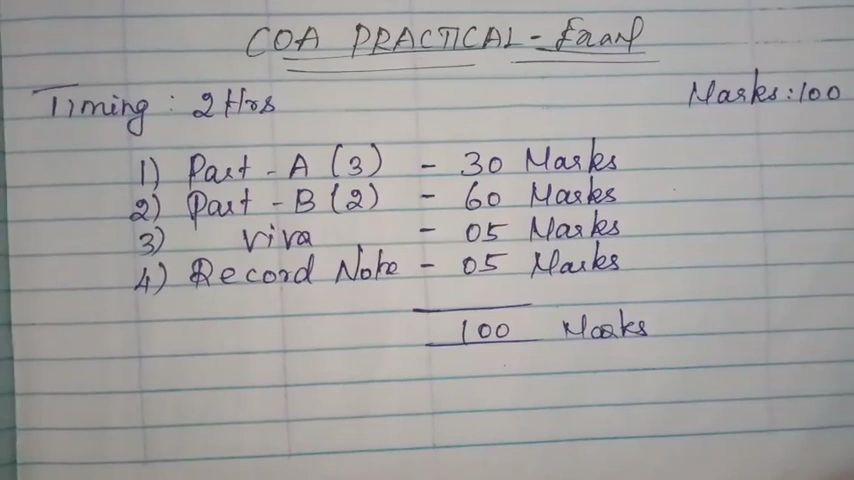 COA PRACTICAL - Exam
Timing : 2 Hrs Marks : 100
1) Part - A (3) - 30 Marks
2) Part - B (2) - 60 Marks
3) Viva - 05 Marks
4) Record Note - 05 Marks
100 Marks